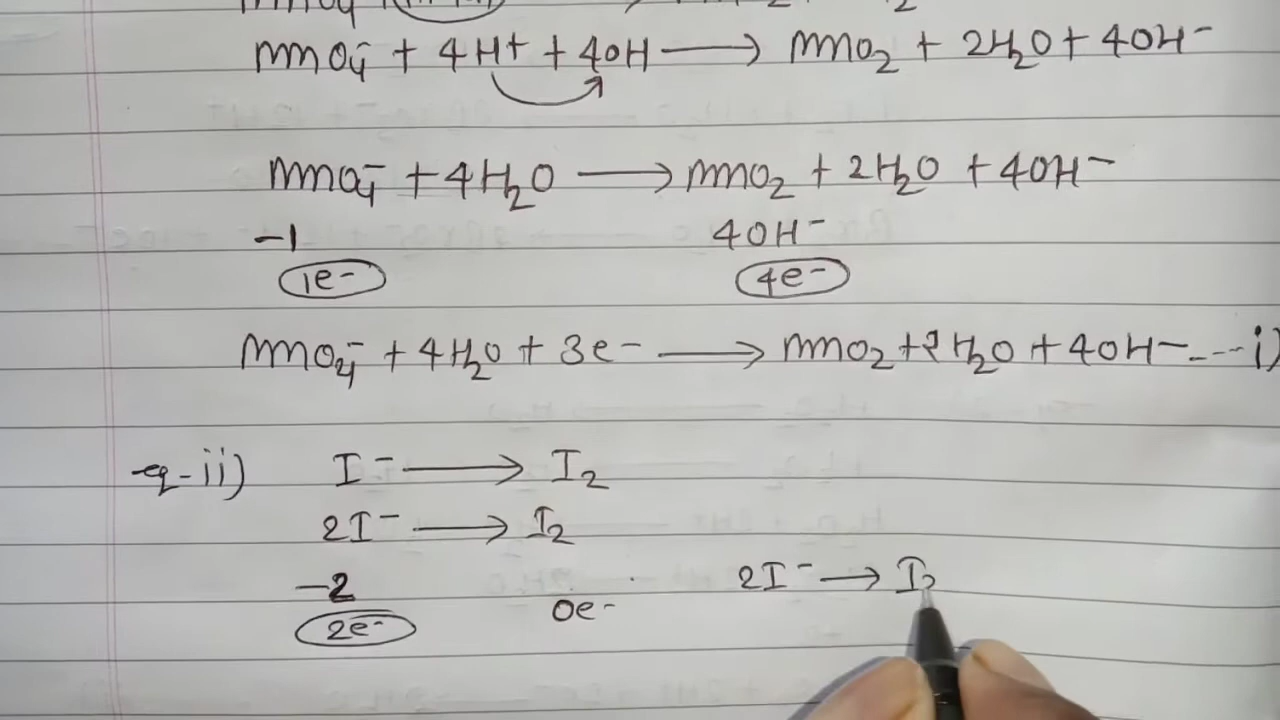 MnO₄⁻ + 4H+ + 4OH ⟶ MnO₂ + 2H₂O + 4OH⁻
MnO₄⁻ + 4H₂O ⟶ MnO₂ + 2H₂O + 4OH⁻
-1 4OH⁻
1e⁻ 4e⁻
MnO₄⁻ + 4H₂O + 3e⁻ ⟶ MnO₂ + 2H₂O + 4OH⁻ ---- i)
eq-ii) I⁻ ⟶ I₂
2I⁻ ⟶ I₂
-2 0e⁻ 2I⁻ ⟶ I₂
2e⁻